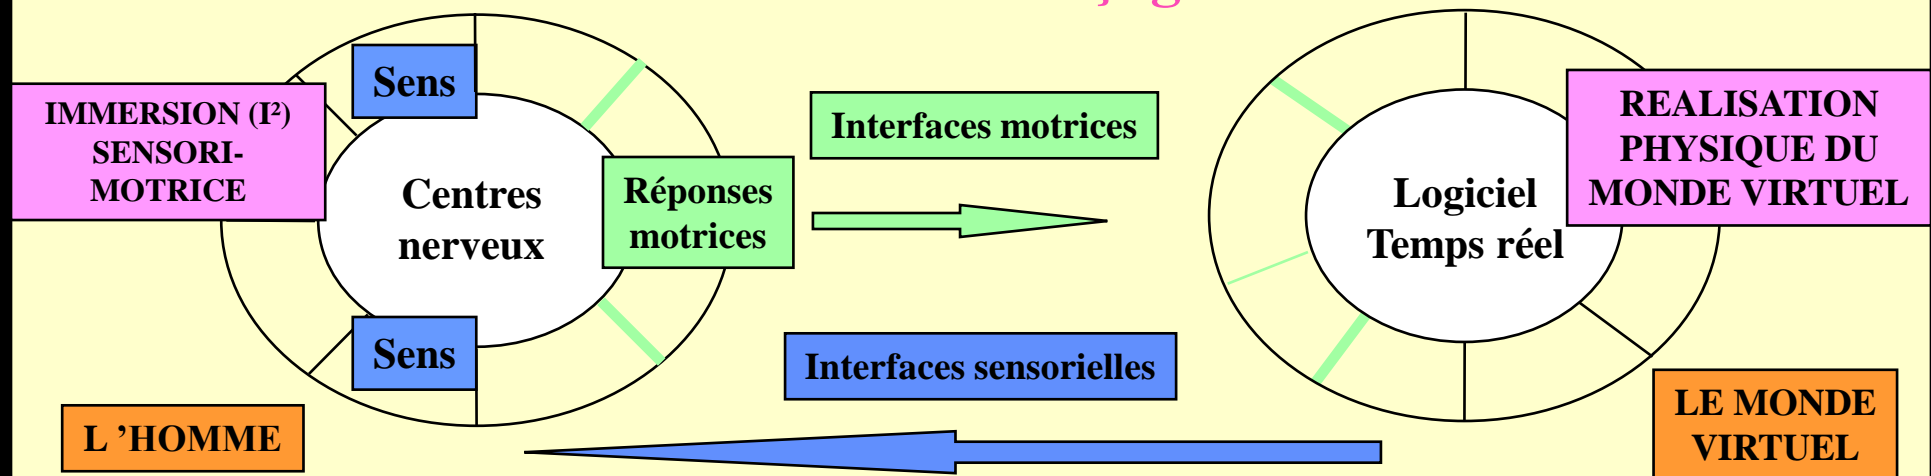 Sens
IMMERSION (I²)
SENSORI-
MOTRICE
Centres
nerveux
Réponses
motrices
Sens
L ’HOMME
Interfaces motrices
Interfaces sensorielles
REALISATION
PHYSIQUE DU
MONDE VIRTUEL
Logiciel
Temps réel
LE MONDE
VIRTUEL